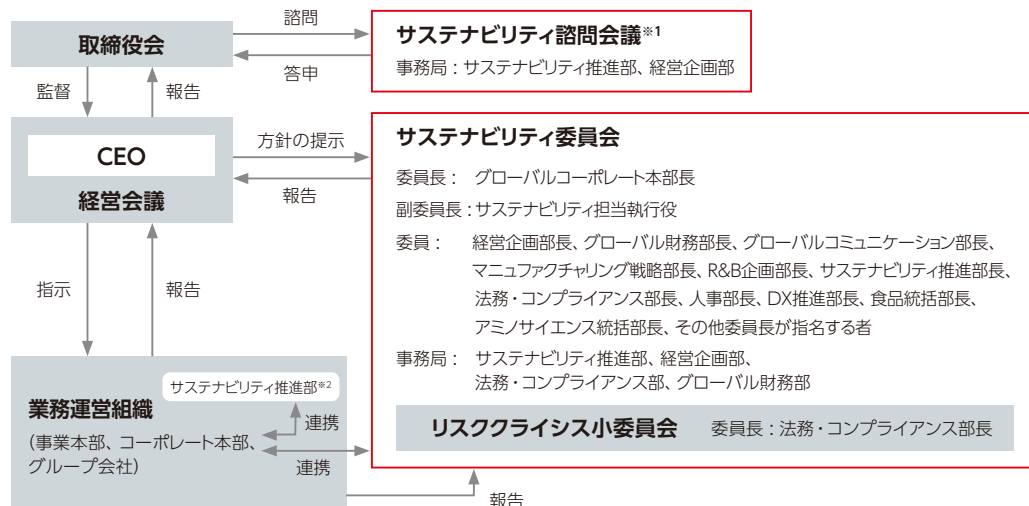 諮問
取締役会
サステナビリティ諮問会議※1
事務局：サステナビリティ推進部、経営企画部
答申
監督
報告
CEO
経営会議
方針の提示
報告
サステナビリティ委員会
委員長： グローバルコーポレート本部長
副委員長：サステナビリティ担当執行役
委員： 経営企画部長、グローバル財務部長、グローバルコミュニケーション部長、
マニュファクチャリング戦略部長、R&B企画部長、サステナビリティ推進部長、
法務・コンプライアンス部長、人事部長、DX推進部長、食品統括部長、
アミノサイエンス統括部長、その他委員長が指名する者
事務局： サステナビリティ推進部、経営企画部、
法務・コンプライアンス部、グローバル財務部
リスククライシス小委員会 委員長：法務・コンプライアンス部長
指示
報告
サステナビリティ推進部※2
業務運営組織
（事業本部、コーポレート本部、
グループ会社）
連携
連携
報告